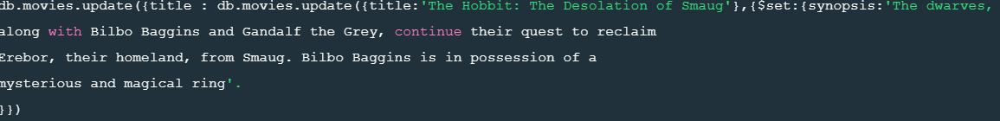 db.movies.update({title : db.movies.update({title:'The Hobbit: The Desolation of Smaug'},{$set:{synopsis:'The dwarves,
along with Bilbo Baggins and Gandalf the Grey, continue their quest to reclaim
Erebor, their homeland, from Smaug. Bilbo Baggins is in possession of a
mysterious and magical ring'.
}})